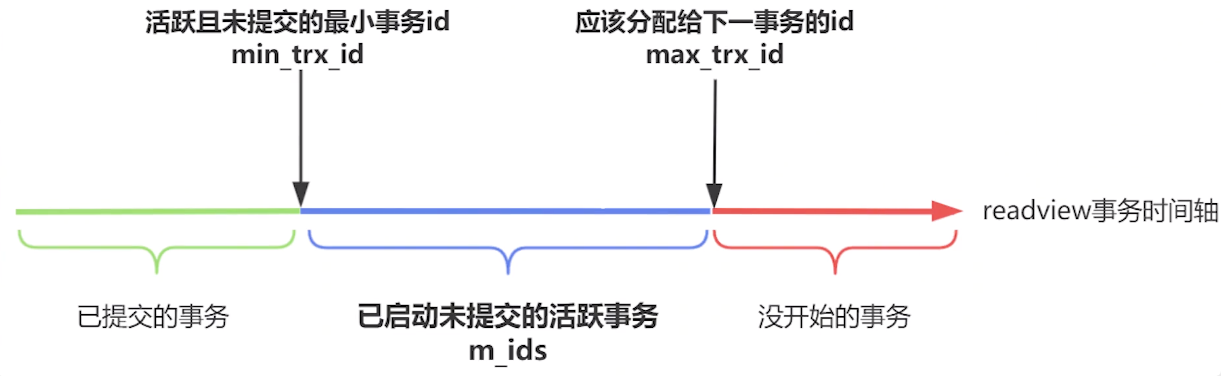 活跃且未提交的最小事务id
min_trx_id
应该分配给下一事务的id
max_trx_id
readview事务时间轴
已提交的事务
已启动未提交的活跃事务
m_ids
没开始的事务